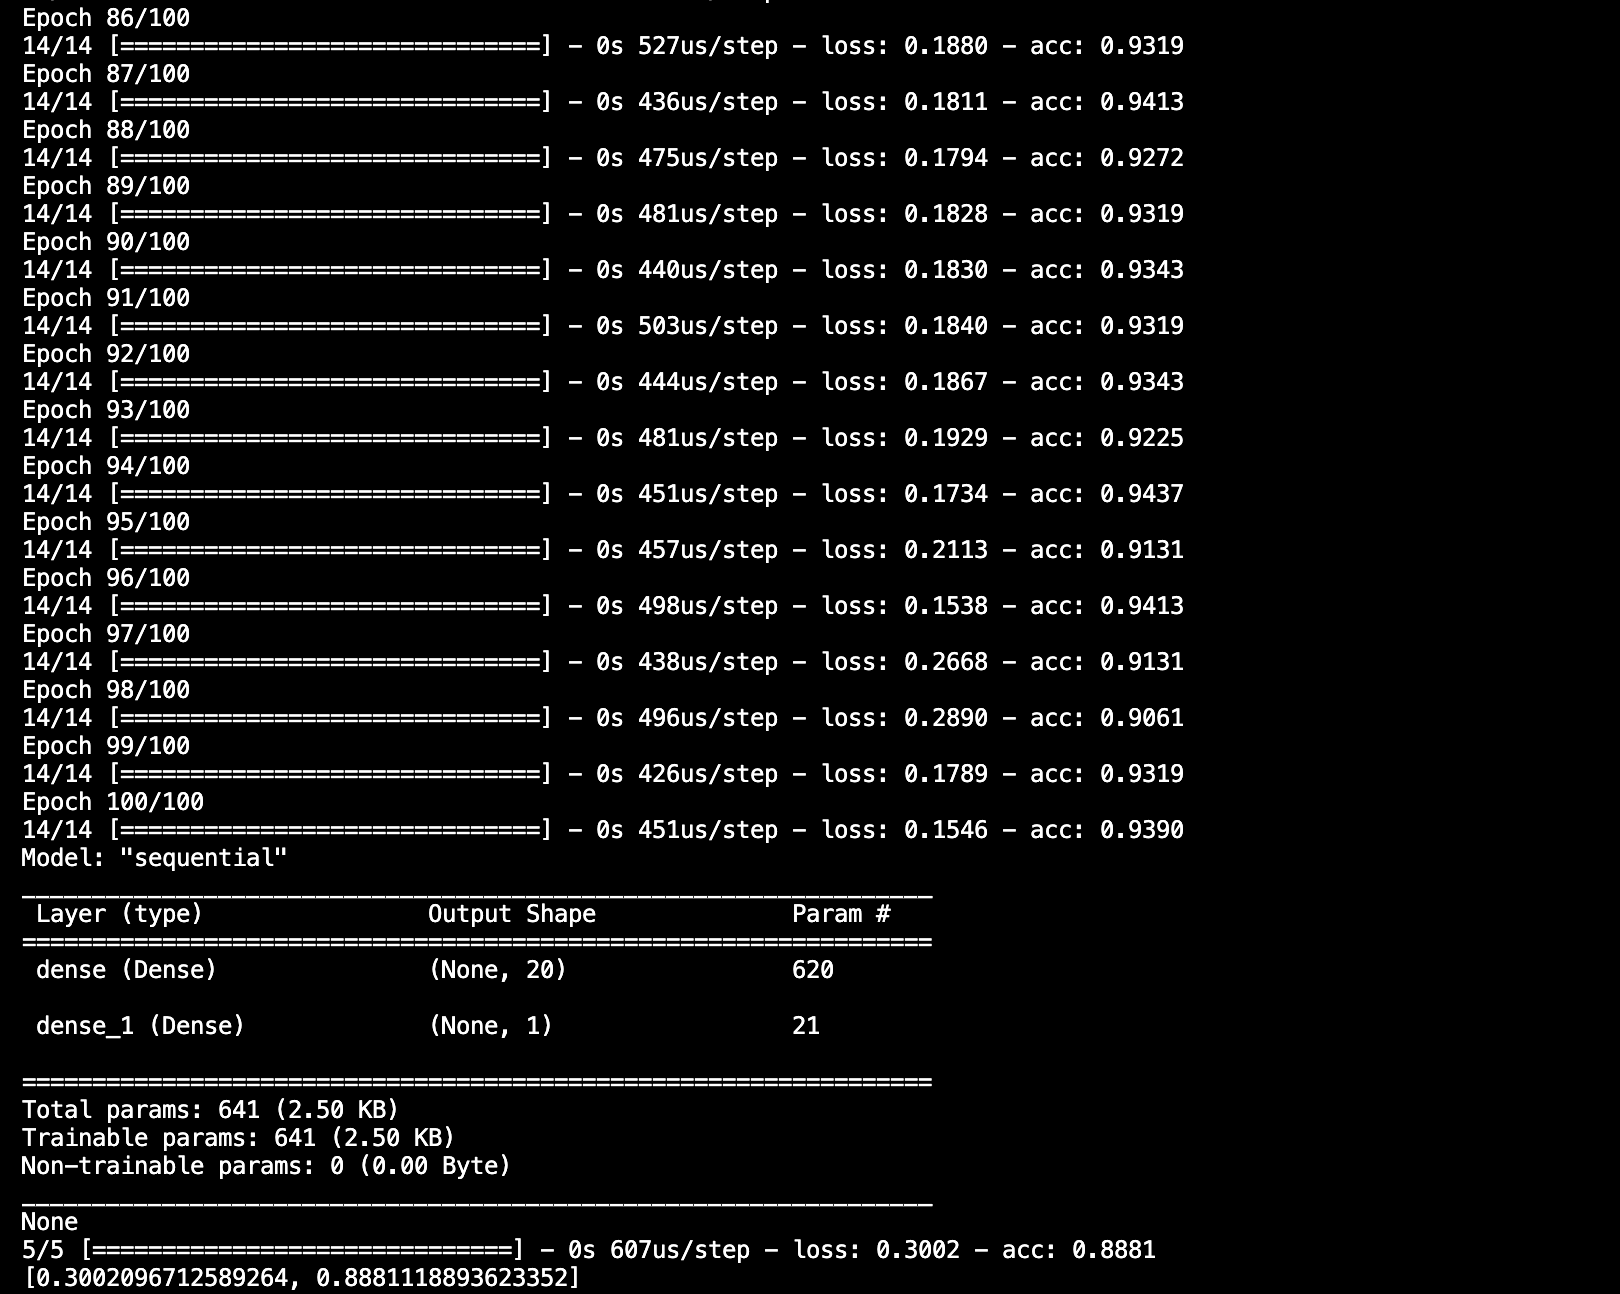 Epoch 86/100
14/14 [==============================] - 0s 527us/step - loss: 0.1880 - acc: 0.9319
Epoch 87/100
14/14 [==============================] - 0s 436us/step - loss: 0.1811 - acc: 0.9413
Epoch 88/100
14/14 [==============================] - 0s 475us/step - loss: 0.1794 - acc: 0.9272
Epoch 89/100
14/14 [==============================] - 0s 481us/step - loss: 0.1828 - acc: 0.9319
Epoch 90/100
14/14 [==============================] - 0s 440us/step - loss: 0.1830 - acc: 0.9343
Epoch 91/100
14/14 [==============================] - 0s 503us/step - loss: 0.1840 - acc: 0.9319
Epoch 92/100
14/14 [==============================] - 0s 444us/step - loss: 0.1867 - acc: 0.9343
Epoch 93/100
14/14 [==============================] - 0s 481us/step - loss: 0.1929 - acc: 0.9225
Epoch 94/100
14/14 [==============================] - 0s 451us/step - loss: 0.1734 - acc: 0.9437
Epoch 95/100
14/14 [==============================] - 0s 457us/step - loss: 0.2113 - acc: 0.9131
Epoch 96/100
14/14 [==============================] - 0s 498us/step - loss: 0.1538 - acc: 0.9413
Epoch 97/100
14/14 [==============================] - 0s 438us/step - loss: 0.2668 - acc: 0.9131
Epoch 98/100
14/14 [==============================] - 0s 496us/step - loss: 0.2890 - acc: 0.9061
Epoch 99/100
14/14 [==============================] - 0s 426us/step - loss: 0.1789 - acc: 0.9319
Epoch 100/100
14/14 [==============================] - 0s 451us/step - loss: 0.1546 - acc: 0.9390
Model: "sequential"
_________________________________________________________________
 Layer (type)                Output Shape              Param #
=================================================================
 dense (Dense)               (None, 20)                620
 dense_1 (Dense)             (None, 1)                 21
=================================================================
Total params: 641 (2.50 KB)
Trainable params: 641 (2.50 KB)
Non-trainable params: 0 (0.00 Byte)
_________________________________________________________________
None
5/5 [==============================] - 0s 607us/step - loss: 0.3002 - acc: 0.8881
[0.3002096712589264, 0.8881118893623352]